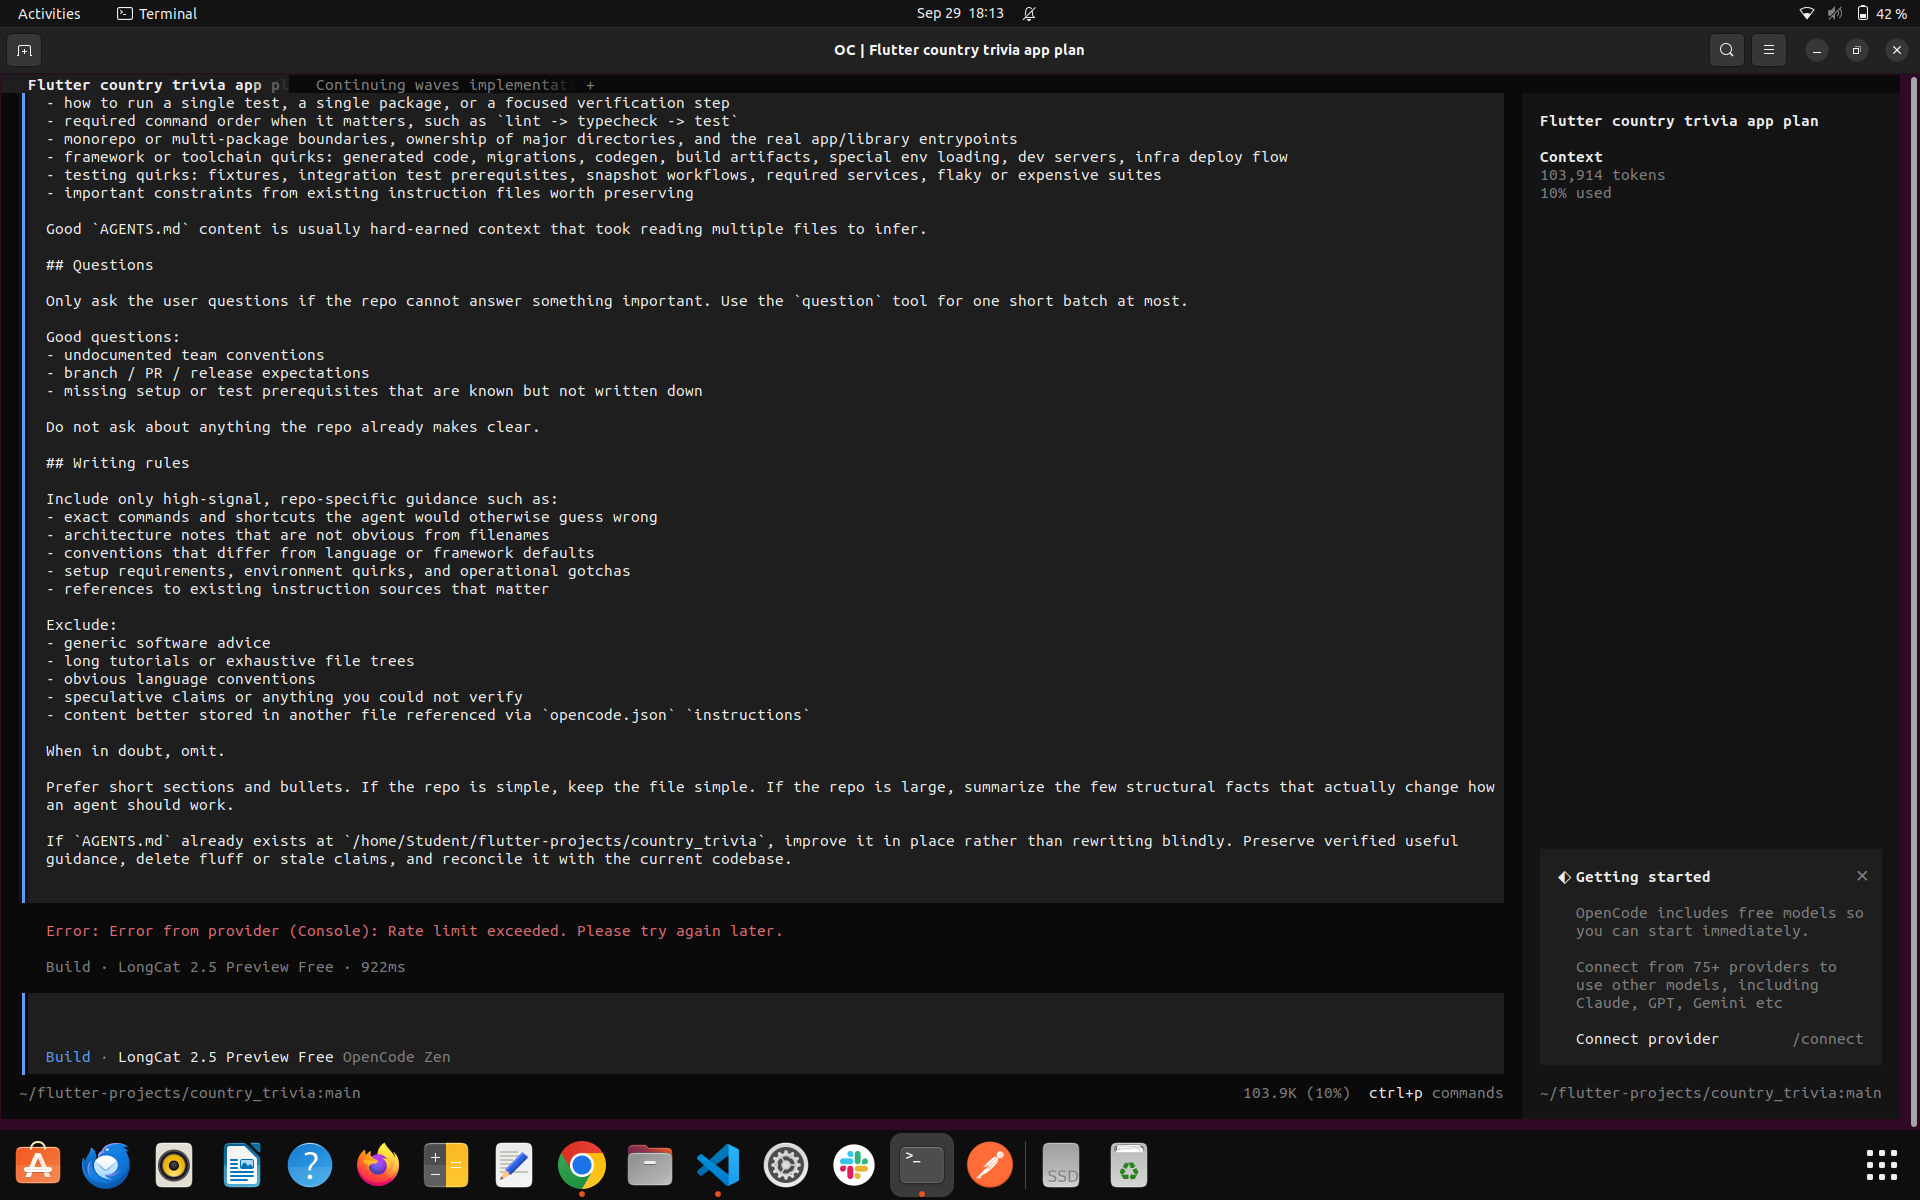 Activities
Terminal
Sep 29 18:13
42 %
OC | Flutter country trivia app plan
Flutter country trivia app pl
Continuing waves implementat +
- how to run a single test, a single package, or a focused verification step
- required command order when it matters, such as `lint -> typecheck -> test`
- monorepo or multi-package boundaries, ownership of major directories, and the real app/library entrypoints
- framework or toolchain quirks: generated code, migrations, codegen, build artifacts, special env loading, dev servers, infra deploy flow
- testing quirks: fixtures, integration test prerequisites, snapshot workflows, required services, flaky or expensive suites
- important constraints from existing instruction files worth preserving
Good `AGENTS.md` content is usually hard-earned context that took reading multiple files to infer.
## Questions
Only ask the user questions if the repo cannot answer something important. Use the `question` tool for one short batch at most.
Good questions:
- undocumented team conventions
- branch / PR / release expectations
- missing setup or test prerequisites that are known but not written down
Do not ask about anything the repo already makes clear.
## Writing rules
Include only high-signal, repo-specific guidance such as:
- exact commands and shortcuts the agent would otherwise guess wrong
- architecture notes that are not obvious from filenames
- conventions that differ from language or framework defaults
- setup requirements, environment quirks, and operational gotchas
- references to existing instruction sources that matter
Exclude:
- generic software advice
- long tutorials or exhaustive file trees
- obvious language conventions
- speculative claims or anything you could not verify
- content better stored in another file referenced via `opencode.json` `instructions`
When in doubt, omit.
Prefer short sections and bullets. If the repo is simple, keep the file simple. If the repo is large, summarize the few structural facts that actually change how
an agent should work.
If `AGENTS.md` already exists at `/home/Student/flutter-projects/country_trivia`, improve it in place rather than rewriting blindly. Preserve verified useful
guidance, delete fluff or stale claims, and reconcile it with the current codebase.
Error: Error from provider (Console): Rate limit exceeded. Please try again later.
Build · LongCat 2.5 Preview Free · 922ms
Build · LongCat 2.5 Preview Free OpenCode Zen
~/flutter-projects/country_trivia:main
103.9K (10%) ctrl+p commands
Flutter country trivia app plan
Context
103,914 tokens
10% used
Getting started
OpenCode includes free models so
you can start immediately.
Connect from 75+ providers to
use other models, including
Claude, GPT, Gemini etc
Connect provider /connect
~/flutter-projects/country_trivia:main
SSD